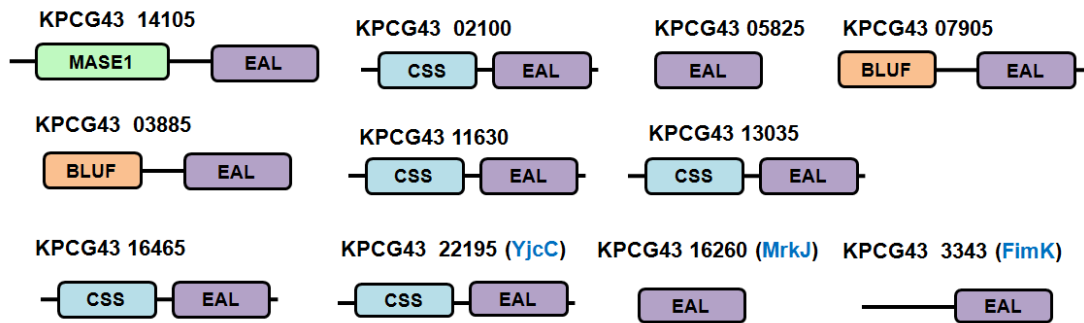 KPCG43 14105
KPCG43 02100
KPCG43 05825
KPCG43 07905
MASE1 EAL
CSS EAL
EAL
BLUF EAL
KPCG43 03885
KPCG43 11630
KPCG43 13035
BLUF EAL
CSS EAL
CSS EAL
KPCG43 16465
KPCG43 22195 (YjcC)
KPCG43 16260 (MrkJ)
KPCG43 3343 (FimK)
CSS EAL
CSS EAL
EAL
EAL